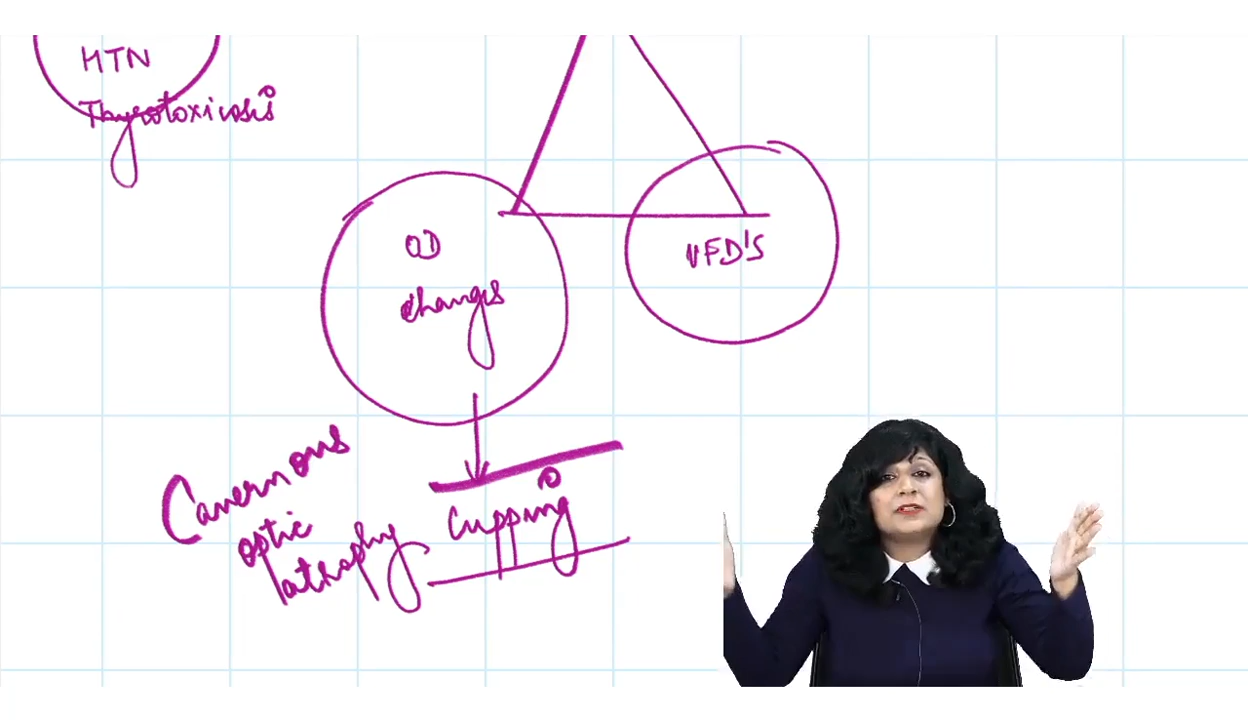 HTN
Thyrotoxicosis
OD
changes
VFD'S
Cavernous
optic
atrophy
Cupping